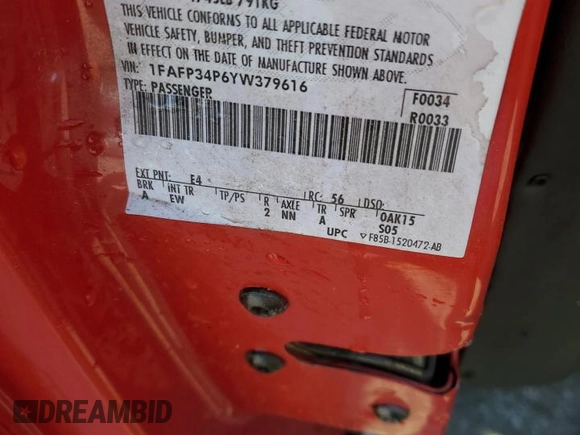 THIS VEHICLE CONFORMS TO ALL APPLICABLE FEDERAL MOTOR
VEHICLE SAFETY, BUMPER, AND THEFT PREVENTION STANDARDS
IN EFFECT ON THE DATE OF MANUFACTURE SHOWN ABOVE.
VIN: 1FAFP34P6YW379616
TYPE: PASSENGER
F0034
R0033
EXT PNT: E4 RC: 56 DSO:
BRK INT TR TP/PS R AXLE TR SPR 0AK15
A EW 2 NN A S05
UPC ▽ F85B-1520472-AB
DREAMBID